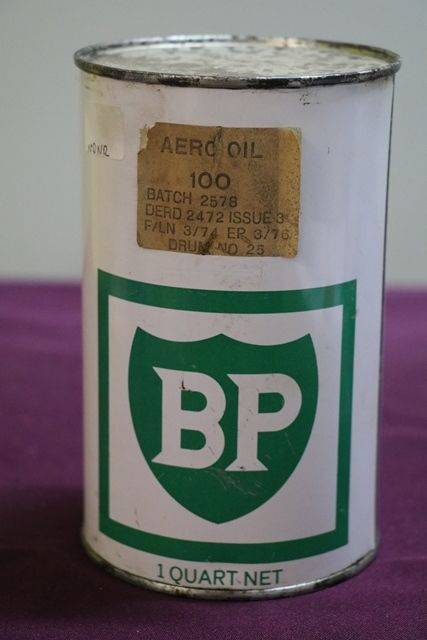 AERO OIL
100
BATCH 2578
DERD 2472 ISSUE 3
F/LN 3/74 EP 3/76
DRUM NO 25
BP
1 QUART NET